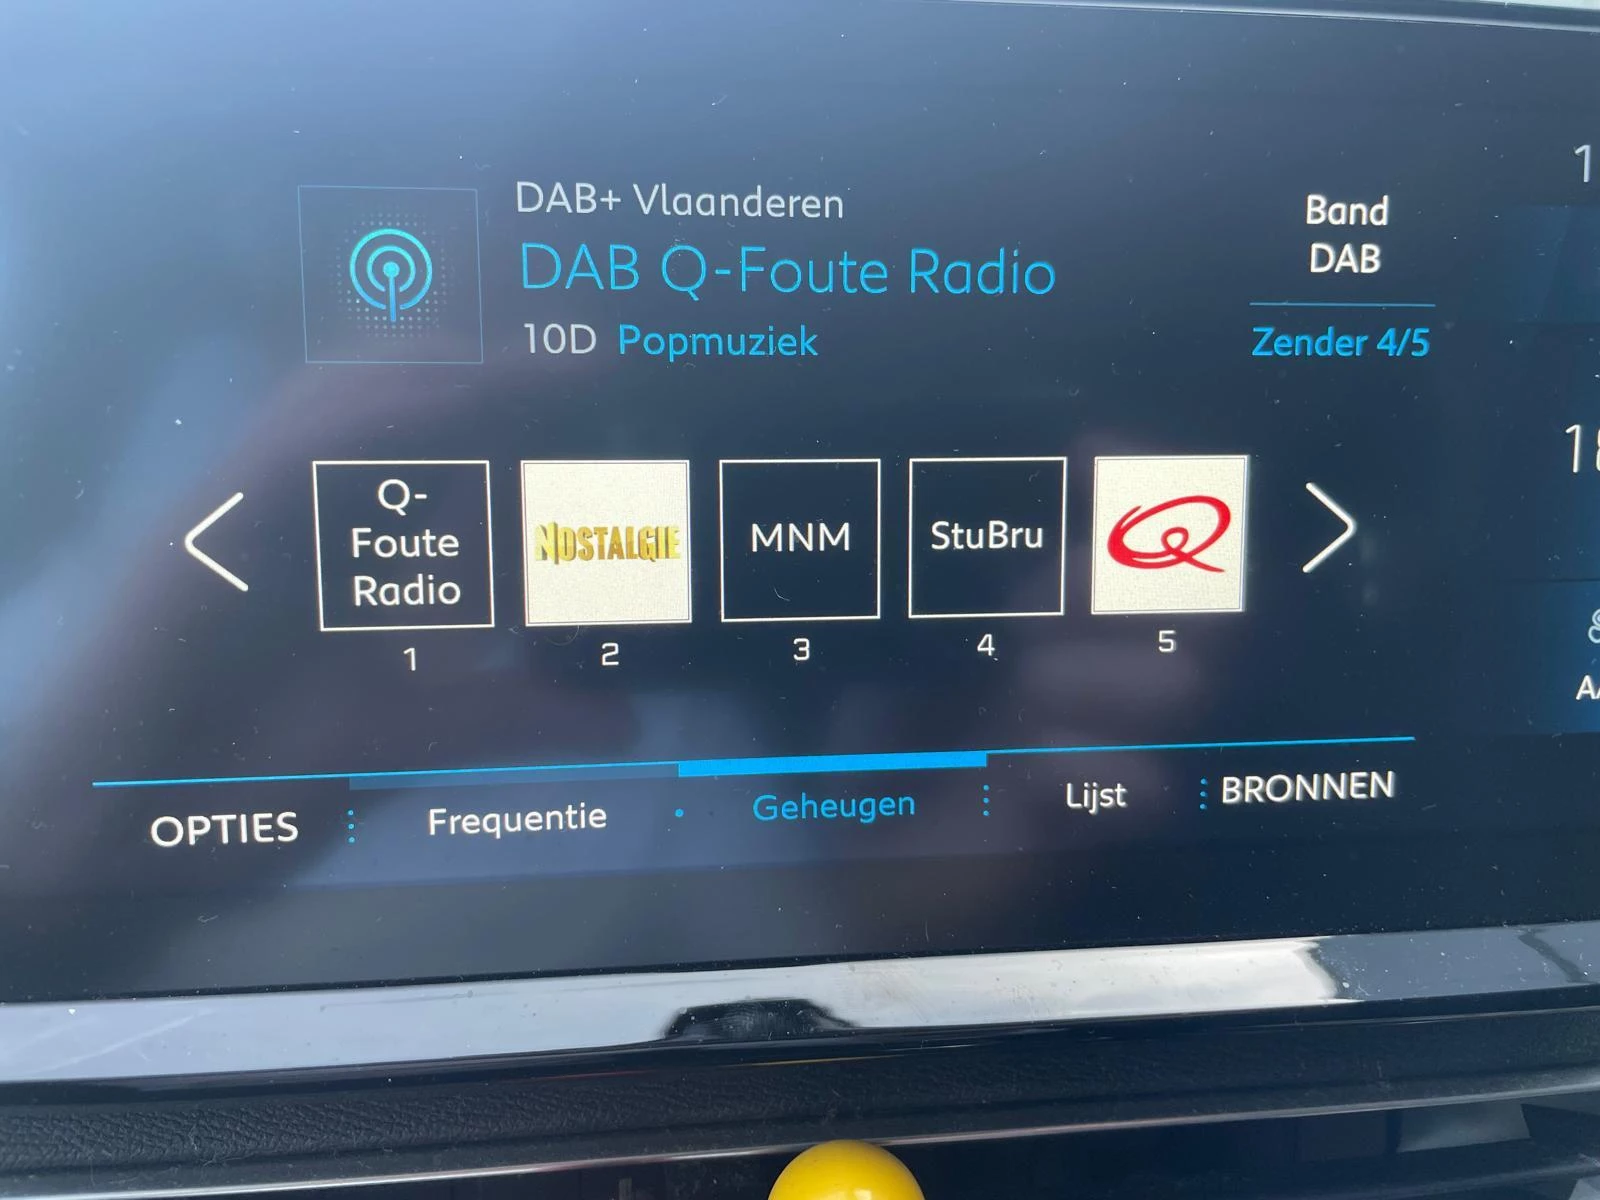 DAB+ Vlaanderen
DAB Q-Foute Radio
10D Popmuziek
Band
DAB
Zender 4/5
Q-
Foute
Radio
NOSTALGIE
MNM
StuBru
Q
1
2
3
4
5
OPTIES
Frequentie
Geheugen
Lijst
BRONNEN